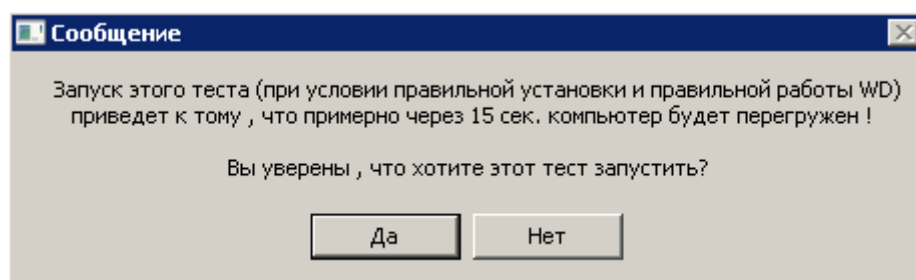 Сообщение
Запуск этого теста (при условии правильной установки и правильной работы WD)
приведет к тому , что примерно через 15 сек. компьютер будет перегружен !
Вы уверены , что хотите этот тест запустить?
Да
Нет